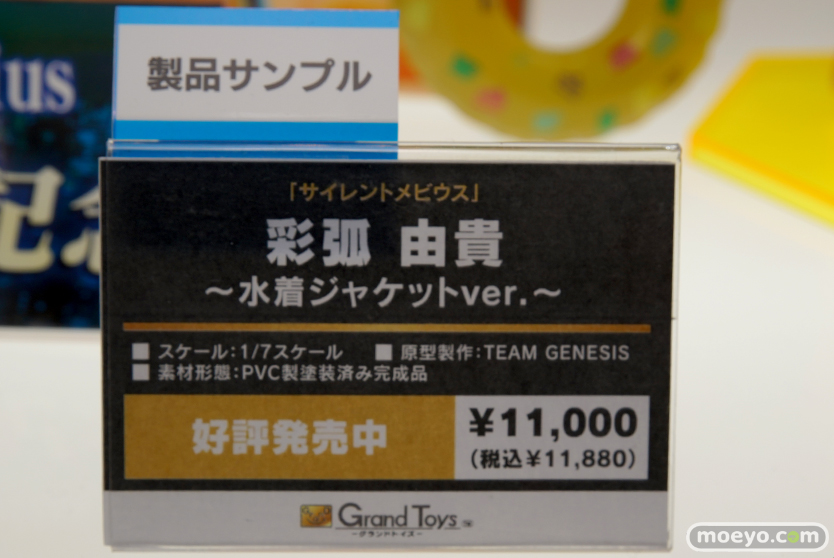 ius
記念
製品サンプル
「サイレントメビウス」
彩弧 由貴
～水着ジャケットver.～
■ スケール：1/7スケール ■ 原型製作：TEAM GENESIS
■ 素材形態：PVC製塗装済み完成品
好評発売中
¥11,000
(税込¥11,880)
Grand Toys
－グランドトイズ－
moeyo.com